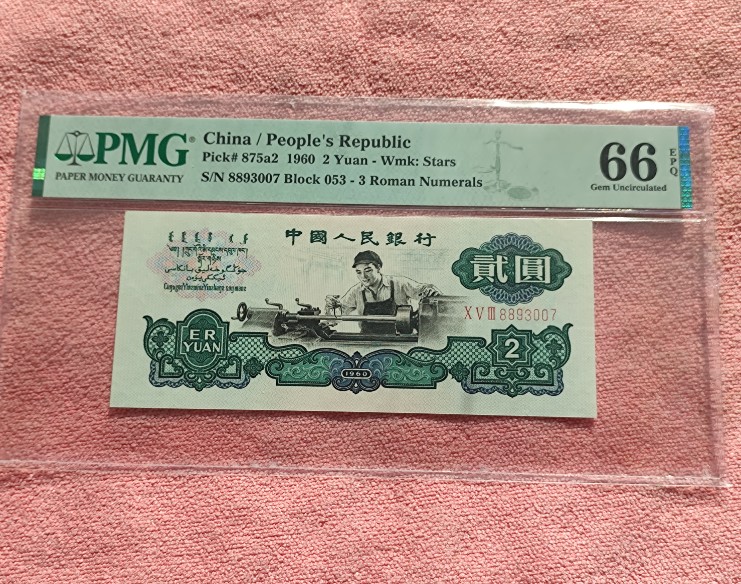 PMG
PAPER MONEY GUARANTY
China / People's Republic
Pick# 875a2 1960 2 Yuan - Wmk: Stars
S/N 8893007 Block 053 - 3 Roman Numerals
66
EPQ
Gem Uncirculated
中國人民銀行
貳圓
XVIII 8893007
ER
YUAN
2
1960